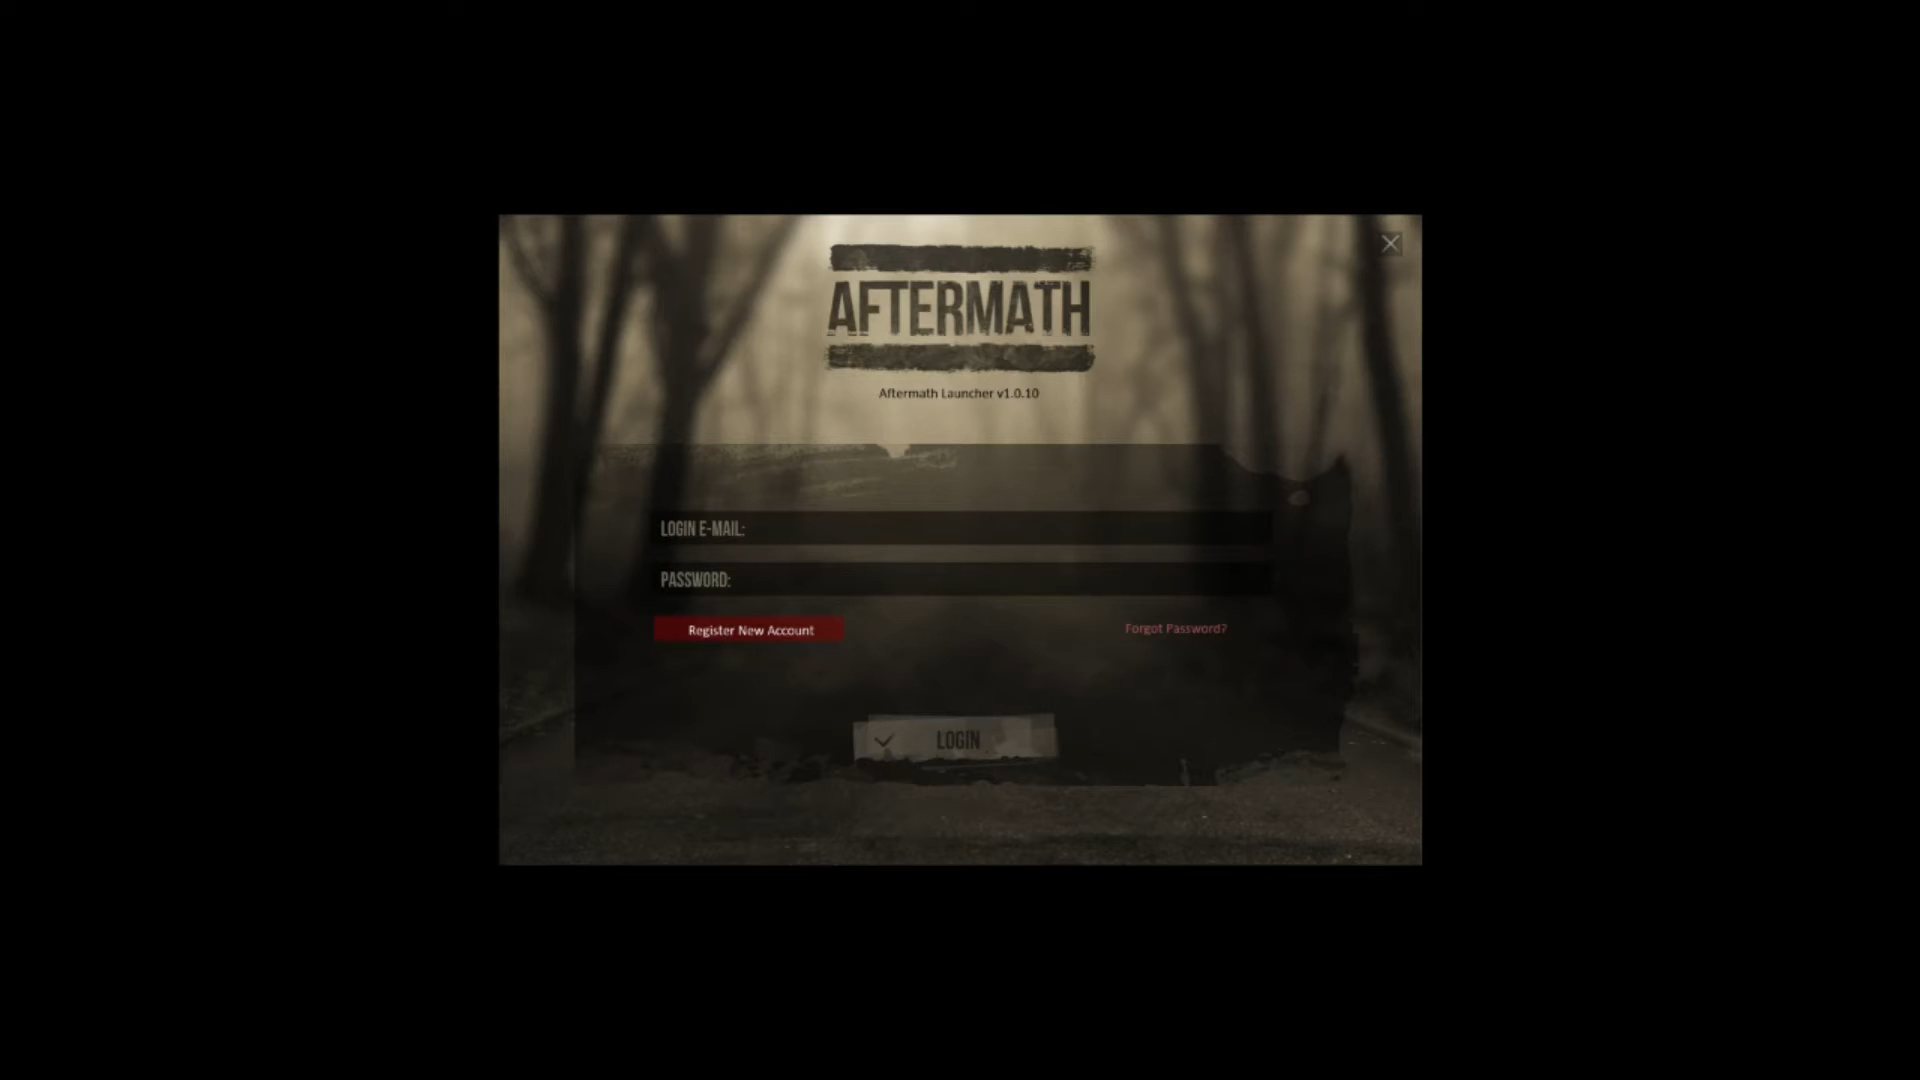 AFTERMATH
Aftermath Launcher v1.0.10
LOGIN E-MAIL:
PASSWORD:
Register New Account
Forgot Password?
LOGIN